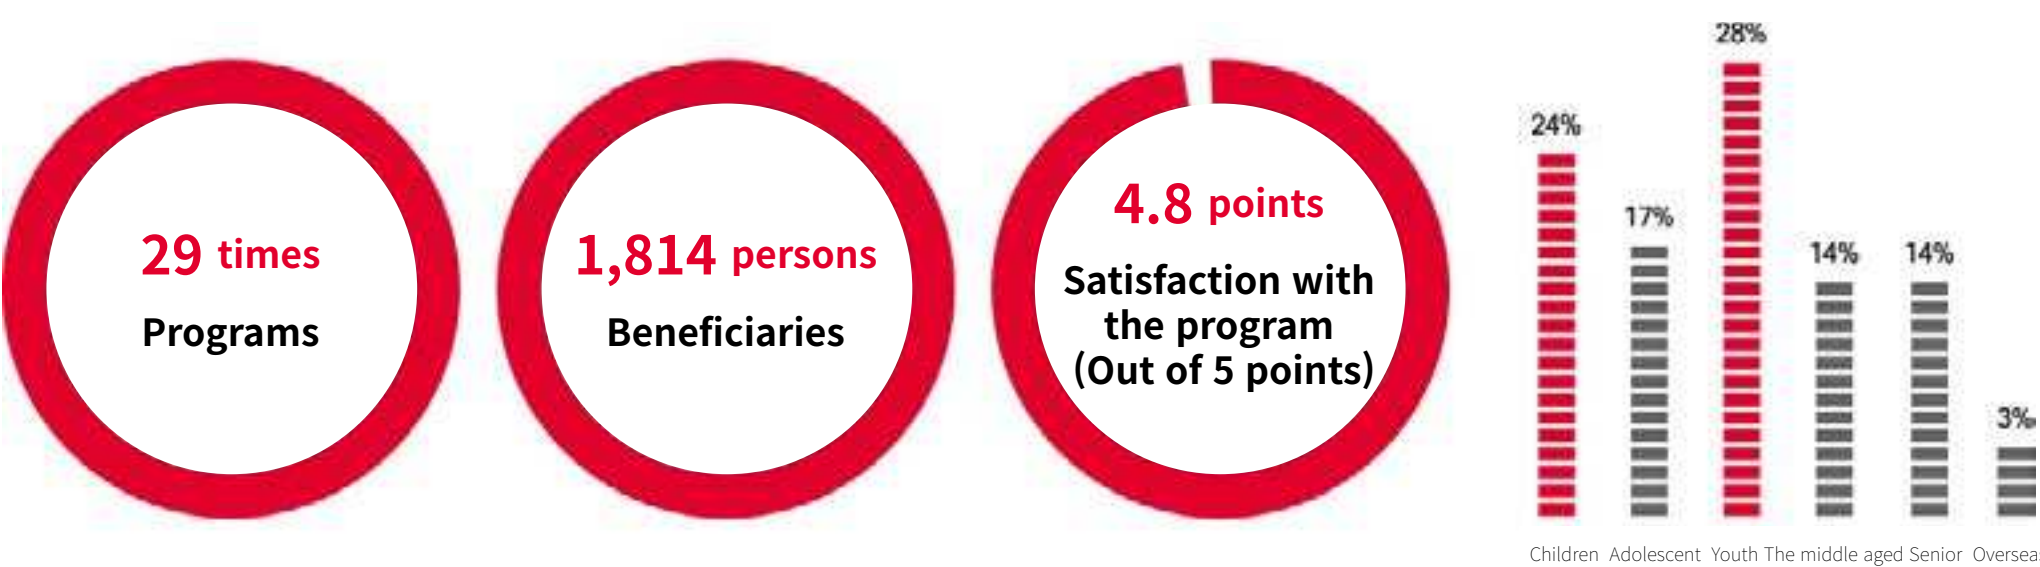 29 times
Programs
1,814 persons
Beneficiaries
4.8 points
Satisfaction with
the program
(Out of 5 points)
28%
24%
17%
14%
14%
3%
Children Adolescent Youth The middle aged Senior Oversea